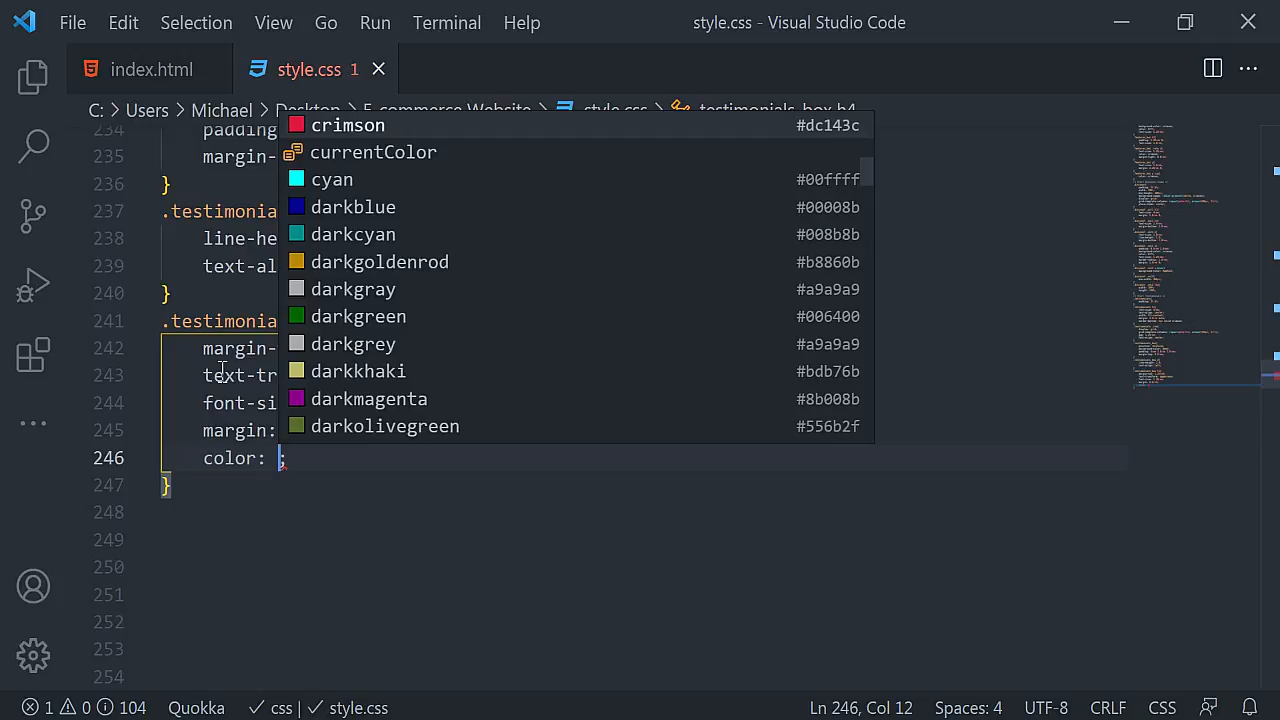 File Edit Selection View Go Run Terminal Help style.css - Visual Studio Code
index.html style.css 1
C: > Users > Michael > Desktop > E-commerce Website > style.css > .testimonials_box h4
234 padding
235 margin-
236 }
237 .testimonia
238 line-he
239 text-al
240 }
241 .testimonia
242 margin-
243 text-tr
244 font-si
245 margin:
246 color: ;
247 }
248
249
250
251
252
253
254
crimson #dc143c
currentColor
cyan #00ffff
darkblue #00008b
darkcyan #008b8b
darkgoldenrod #b8860b
darkgray #a9a9a9
darkgreen #006400
darkgrey #a9a9a9
darkkhaki #bdb76b
darkmagenta #8b008b
darkolivegreen #556b2f
1 0 104 Quokka css | style.css Ln 246, Col 12 Spaces: 4 UTF-8 CRLF CSS